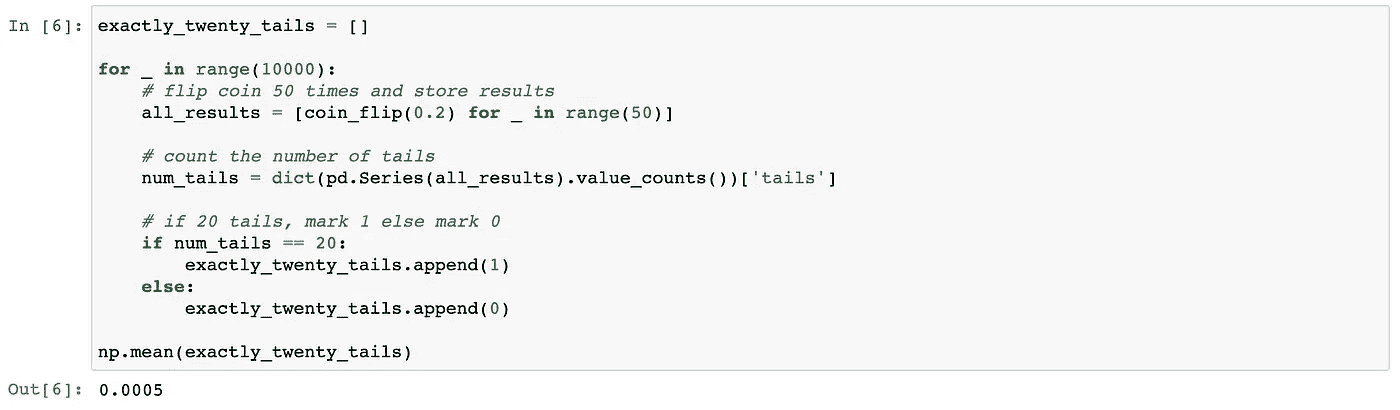 In [6]: exactly_twenty_tails = []
for _ in range(10000):
# flip coin 50 times and store results
all_results = [coin_flip(0.2) for _ in range(50)]
# count the number of tails
num_tails = dict(pd.Series(all_results).value_counts())['tails']
# if 20 tails, mark 1 else mark 0
if num_tails == 20:
exactly_twenty_tails.append(1)
else:
exactly_twenty_tails.append(0)
np.mean(exactly_twenty_tails)
Out[6]: 0.0005